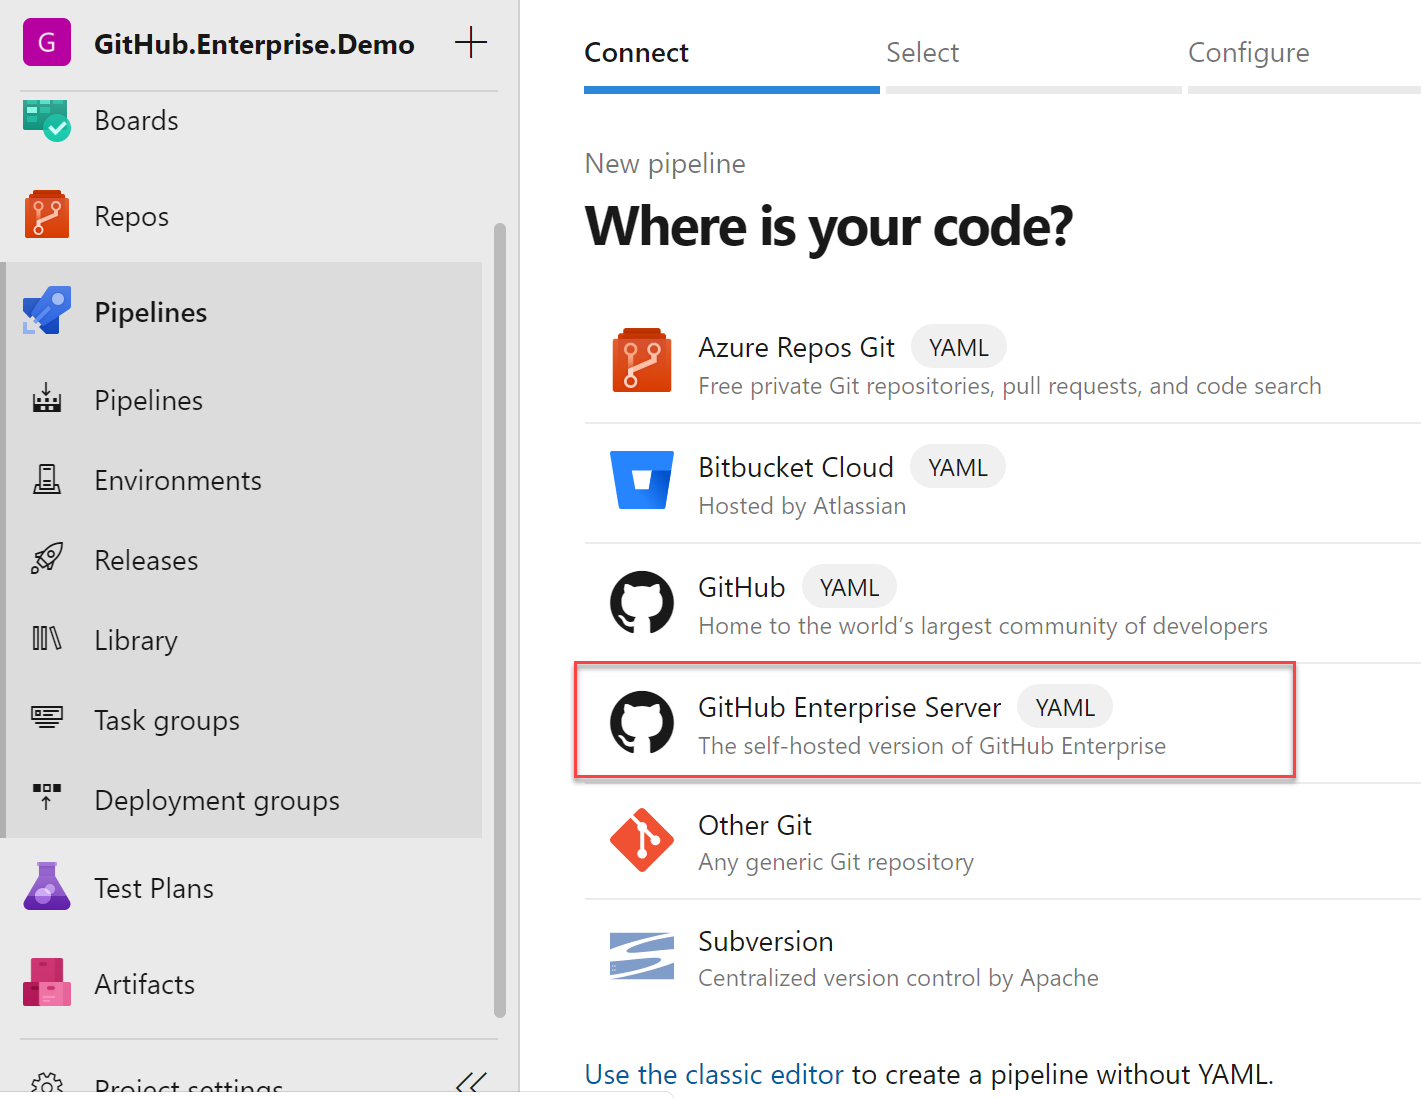 G
GitHub.Enterprise.Demo
Boards
Repos
Pipelines
Pipelines
Environments
Releases
Library
Task groups
Deployment groups
Test Plans
Artifacts
Project settings
Connect
Select
Configure
New pipeline
Where is your code?
Azure Repos Git YAML
Free private Git repositories, pull requests, and code search
Bitbucket Cloud YAML
Hosted by Atlassian
GitHub YAML
Home to the world’s largest community of developers
GitHub Enterprise Server YAML
The self-hosted version of GitHub Enterprise
Other Git
Any generic Git repository
Subversion
Centralized version control by Apache
Use the classic editor to create a pipeline without YAML.